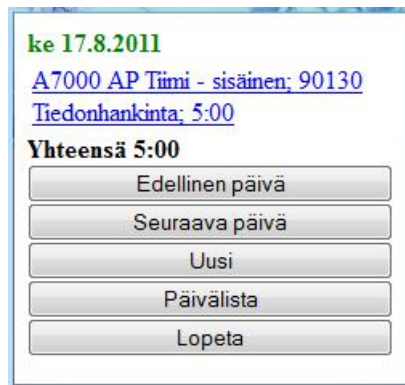 ke 17.8.2011
A7000 AP Tiimi - sisäinen; 90130
Tiedonhankinta; 5:00
Yhteensä 5:00
Edellinen päivä
Seuraava päivä
Uusi
Päivälista
Lopeta